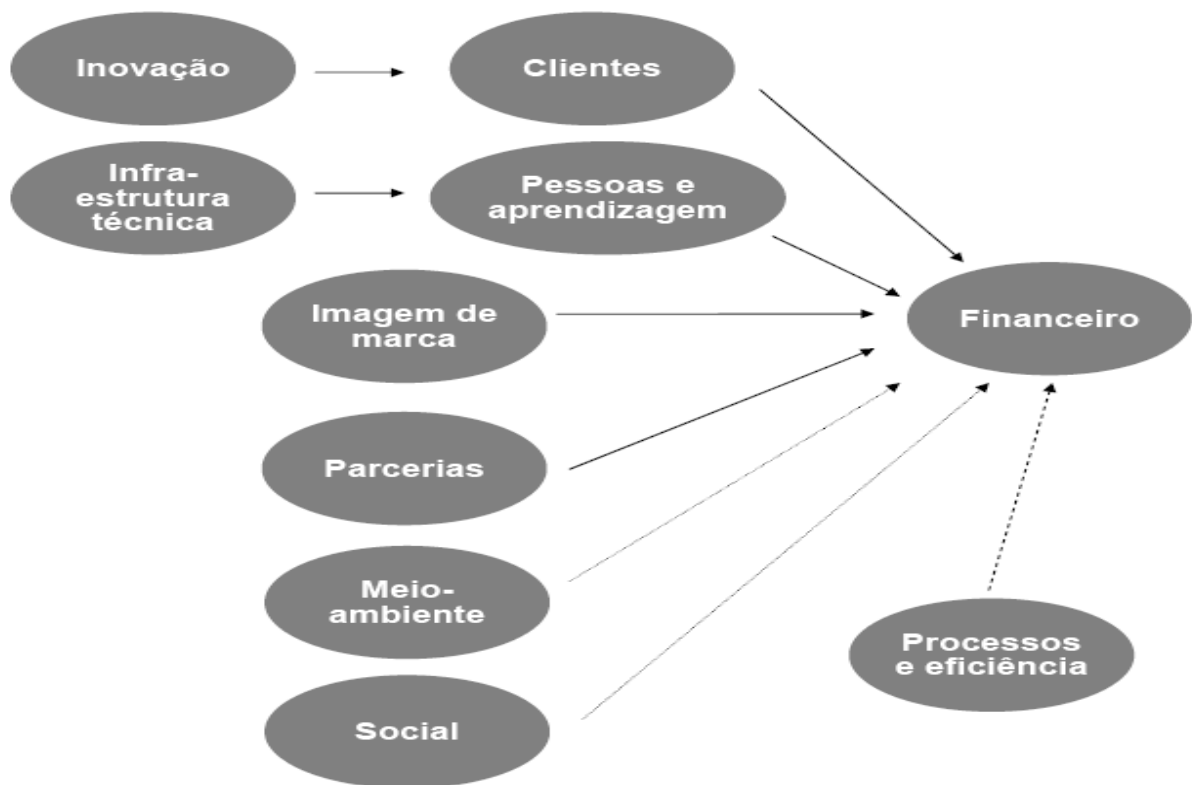 Inovação
Clientes
Infra-
estrutura
técnica
Pessoas e
aprendizagem
Imagem de
marca
Financeiro
Parcerias
Meio-
ambiente
Processos
e eficiência
Social